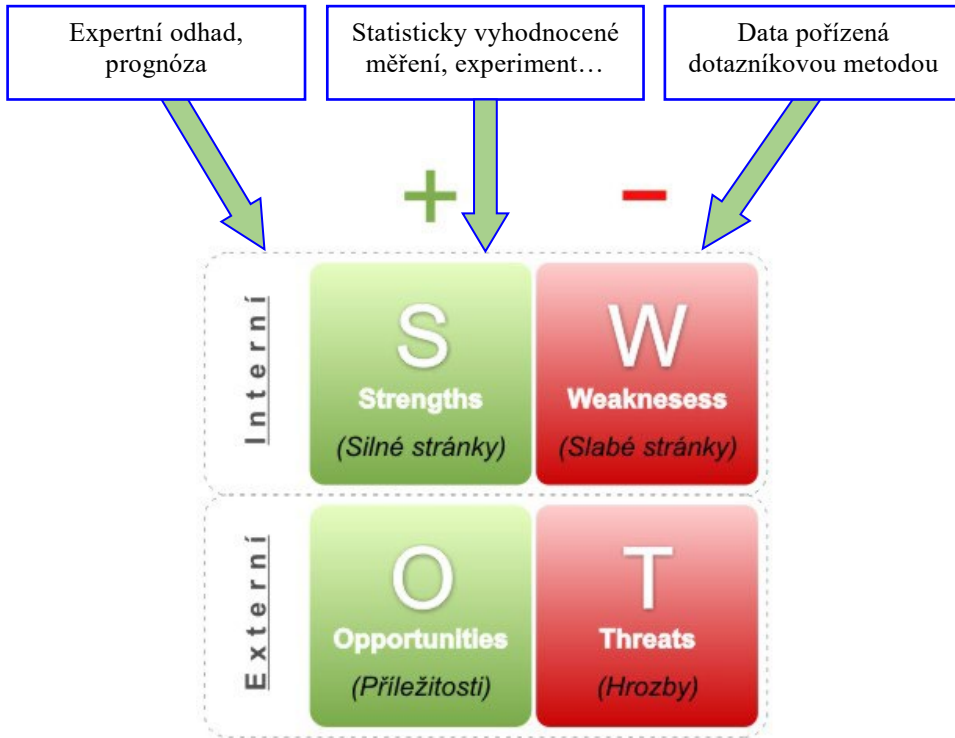 Expertní odhad,
prognóza
Statisticky vyhodnocené
měření, experiment…
Data pořízená
dotazníkovou metodou
+
−
Interní
S
Strengths
(Silné stránky)
W
Weaknesess
(Slabé stránky)
Externí
O
Opportunities
(Příležitosti)
T
Threats
(Hrozby)